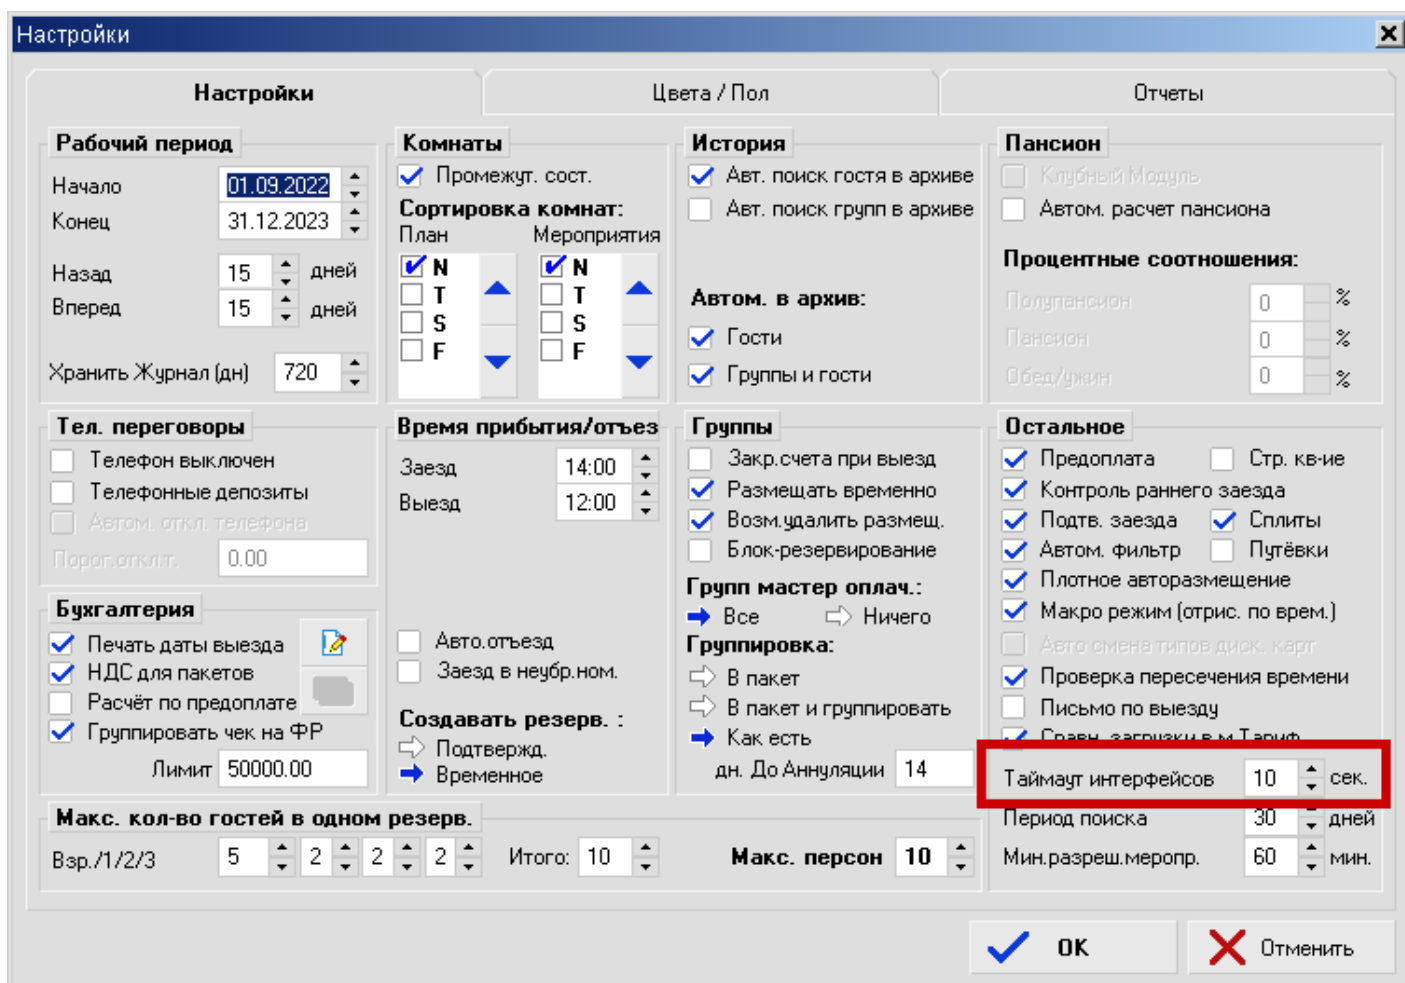 Настройки
Настройки
Цвета / Пол
Отчеты
Рабочий период
Начало 01.09.2022
Конец 31.12.2023
Назад 15 дней
Вперед 15 дней
Хранить Журнал (дн) 720
Комнаты
Промежут. сост.
Сортировка комнат:
План Мероприятия
N N
T T
S S
F F
История
Авт. поиск гостя в архиве
Авт. поиск групп в архиве
Автом. в архив:
Гости
Группы и гости
Пансион
Клубный Модуль
Автом. расчет пансиона
Процентные соотношения:
Полупансион 0 %
Пансион 0 %
Обед/ужин 0 %
Тел. переговоры
Телефон выключен
Телефонные депозиты
Автом. откл. телефона
Порог.откл.т. 0.00
Бухгалтерия
Печать даты выезда
НДС для пакетов
Расчёт по предоплате
Группировать чек на ФР
Лимит 50000.00
Время прибытия/отъез
Заезд 14:00
Выезд 12:00
Авто.отъезд
Заезд в неубр.ном.
Создавать резерв. :
Подтвержд.
Временное
Группы
Закр.счета при выезд
Размещать временно
Возм.удалить размещ.
Блок-резервирование
Групп мастер оплач.:
Все Ничего
Группировка:
В пакет
В пакет и группировать
Как есть
дн. До Аннуляции 14
Остальное
Предоплата Стр. кв-ие
Контроль раннего заезда
Подтв. заезда Сплиты
Автом. фильтр Путёвки
Плотное авторазмещение
Макро режим (отрис. по врем.)
Авто смена типов диск. карт
Проверка пересечения времени
Письмо по выезду
Сравн. загрузки в м.Тариф
Таймаут интерфейсов 10 сек.
Период поиска 30 дней
Мин.разреш.меропр. 60 мин.
Макс. кол-во гостей в одном резерв.
Взр./1/2/3 5 2 2 2 Итого: 10 Макс. персон 10
OK
Отменить